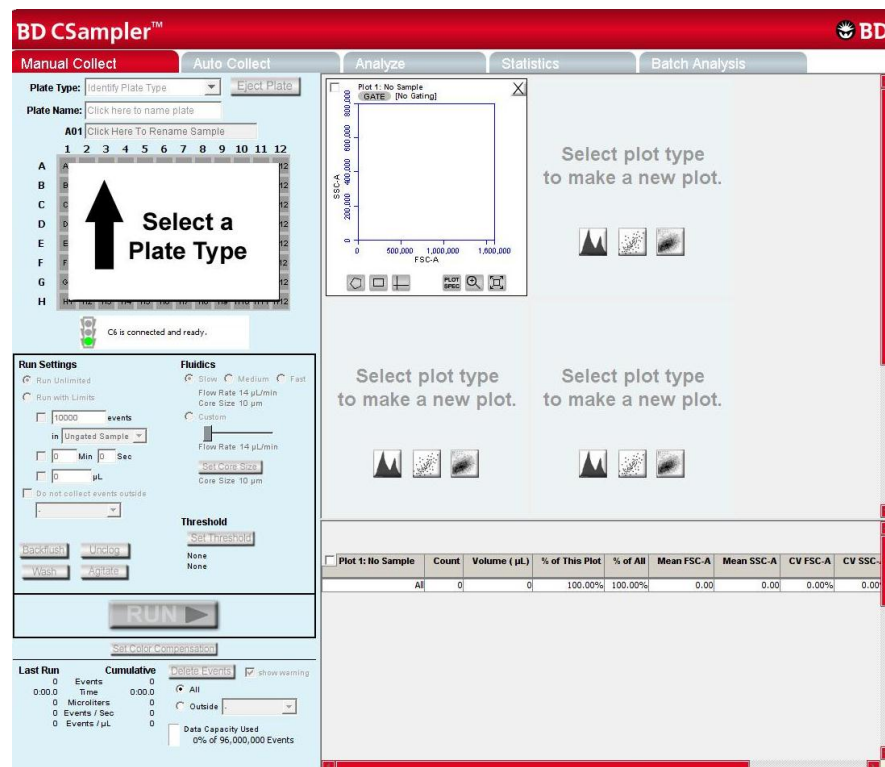 BD CSampler™
BD
Manual Collect Auto Collect Analyze Statistics Batch Analysis
Plate Type: Identify Plate Type Eject Plate
Plate Name: Click here to name plate
A01 Click Here To Rename Sample
1 2 3 4 5 6 7 8 9 10 11 12
A
B
C
D
E
F
G
H
Select a
Plate Type
C6 is connected and ready.
Run Settings
Run Unlimited
Run with Limits
10000 events
in Ungated Sample
0 Min 0 Sec
0 µL
Do not collect events outside
Fluidics
Slow Medium Fast
Flow Rate 14 µL/min
Core Size 10 µm
Custom
Flow Rate 14 µL/min
Set Core Size
Core Size 10 µm
Threshold
Set Threshold
None
None
Backflush Unclog
Wash Agitate
RUN
Set Color Compensation
Last Run Cumulative
0 Events 0
0:00.0 Time 0:00.0
0 Microliters 0
0 Events / Sec 0
0 Events / µL 0
Delete Events show warning
All
Outside
Data Capacity Used
0% of 96,000,000 Events
Plot 1: No Sample
GATE [No Gating]
SSC-A
0 200,000 400,000 600,000 800,000
0 500,000 1,000,000 1,600,000
FSC-A
PLOT
SPEC
Select plot type
to make a new plot.
Select plot type
to make a new plot.
Select plot type
to make a new plot.
Plot 1: No Sample Count Volume ( µL) % of This Plot % of All Mean FSC-A Mean SSC-A CV FSC-A CV SSC-
All 0 0 100.00% 100.00% 0.00 0.00 0.00% 0.00